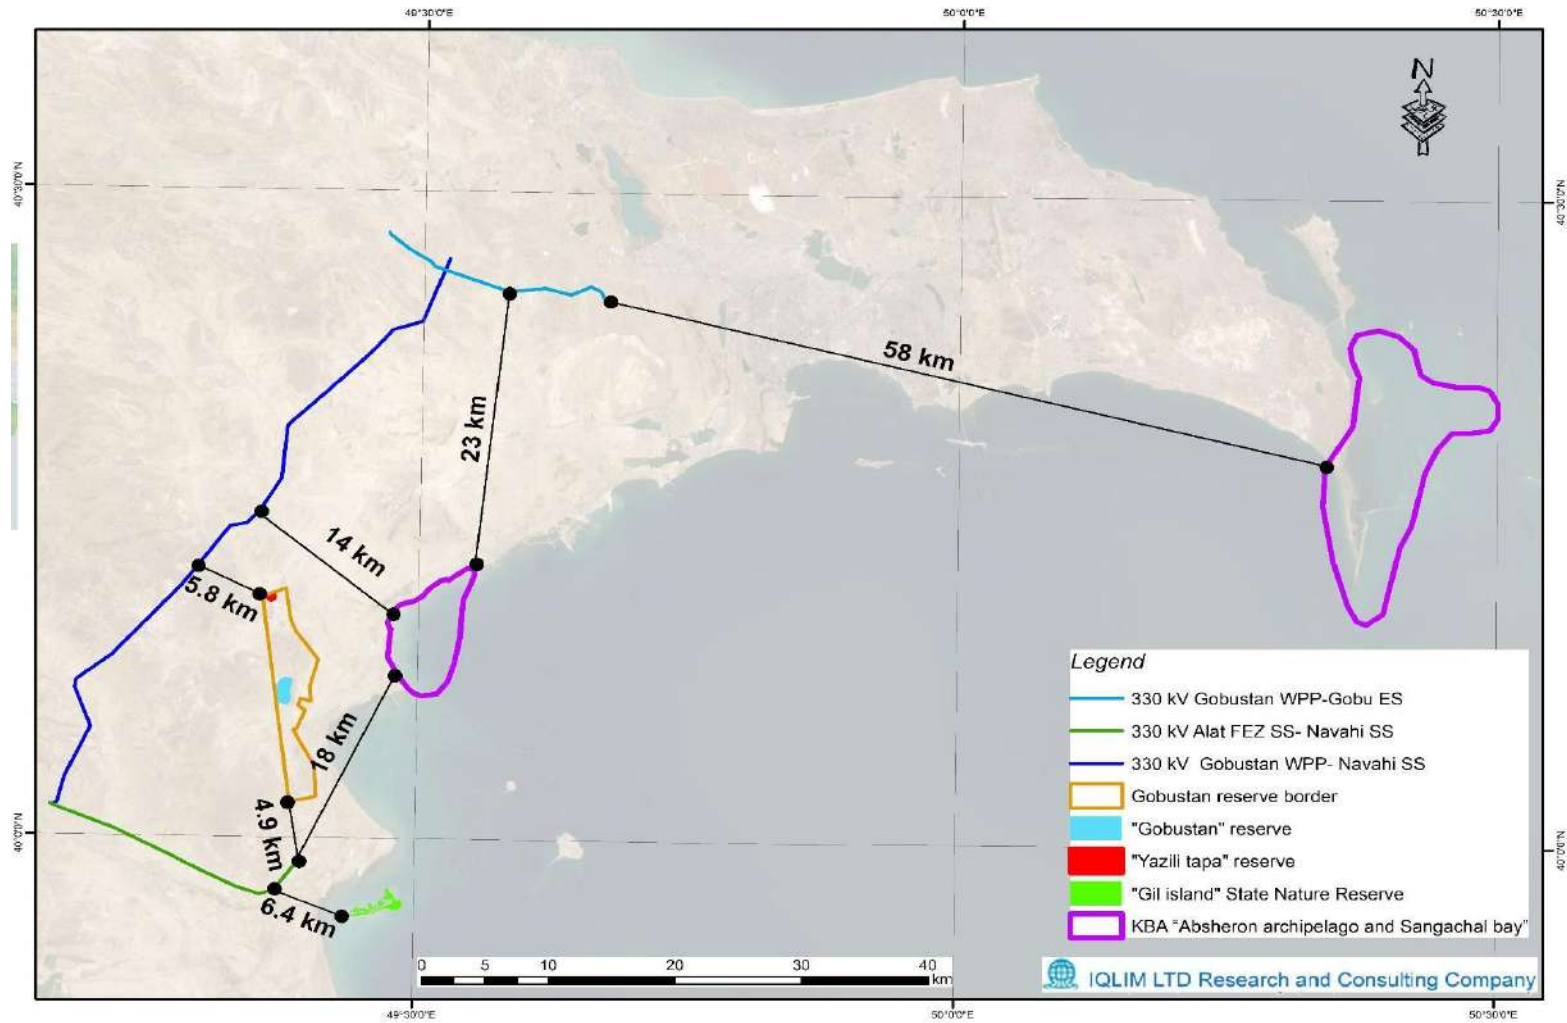 49°30'0"E
50°0'0"E
50°30'0"E
N
40°30'0"N
40°30'0"N
58 km
23 km
14 km
5.8 km
18 km
4.9 km
6.4 km
40°0'0"N
40°0'0"N
Legend
330 kV Gobustan WPP-Gobu ES
330 kV Alat FEZ SS- Navahi SS
330 kV Gobustan WPP- Navahi SS
Gobustan reserve border
"Gobustan" reserve
"Yazili tapa" reserve
"Gil island" State Nature Reserve
KBA “Absheron archipelago and Sangachal bay”
0 5 10 20 30 40
km
IQLIM LTD Research and Consulting Company
49°30'0"E
50°0'0"E
50°30'0"E